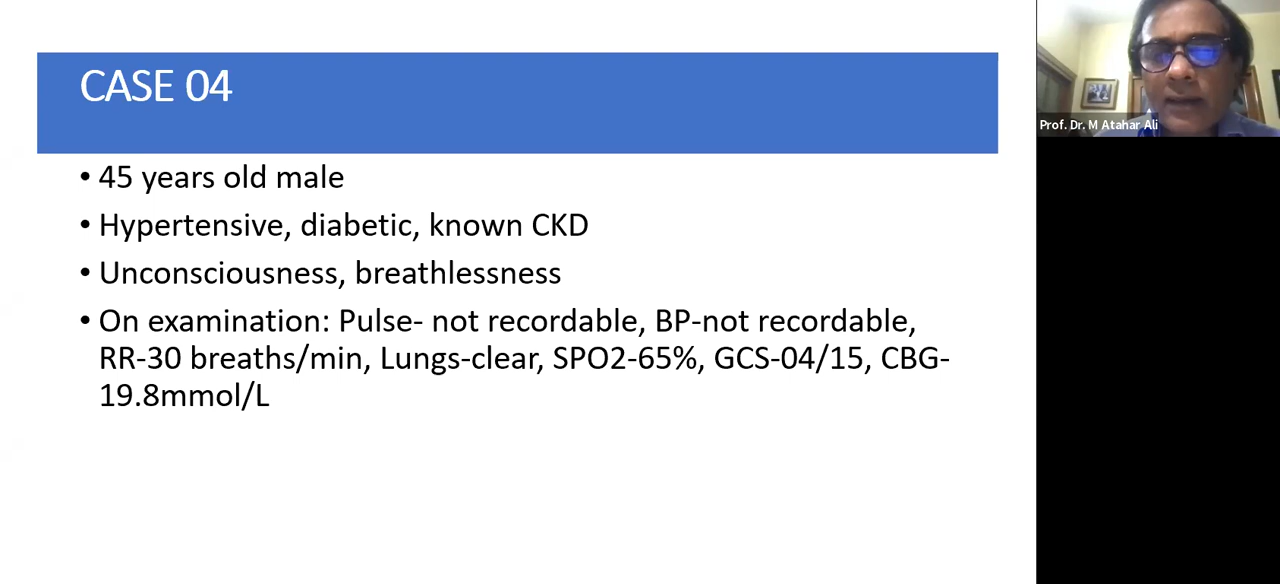 CASE 04
• 45 years old male
• Hypertensive, diabetic, known CKD
• Unconsciousness, breathlessness
• On examination: Pulse- not recordable, BP-not recordable,
RR-30 breaths/min, Lungs-clear, SPO2-65%, GCS-04/15, CBG-
19.8mmol/L
Prof. Dr. M Atahar Ali